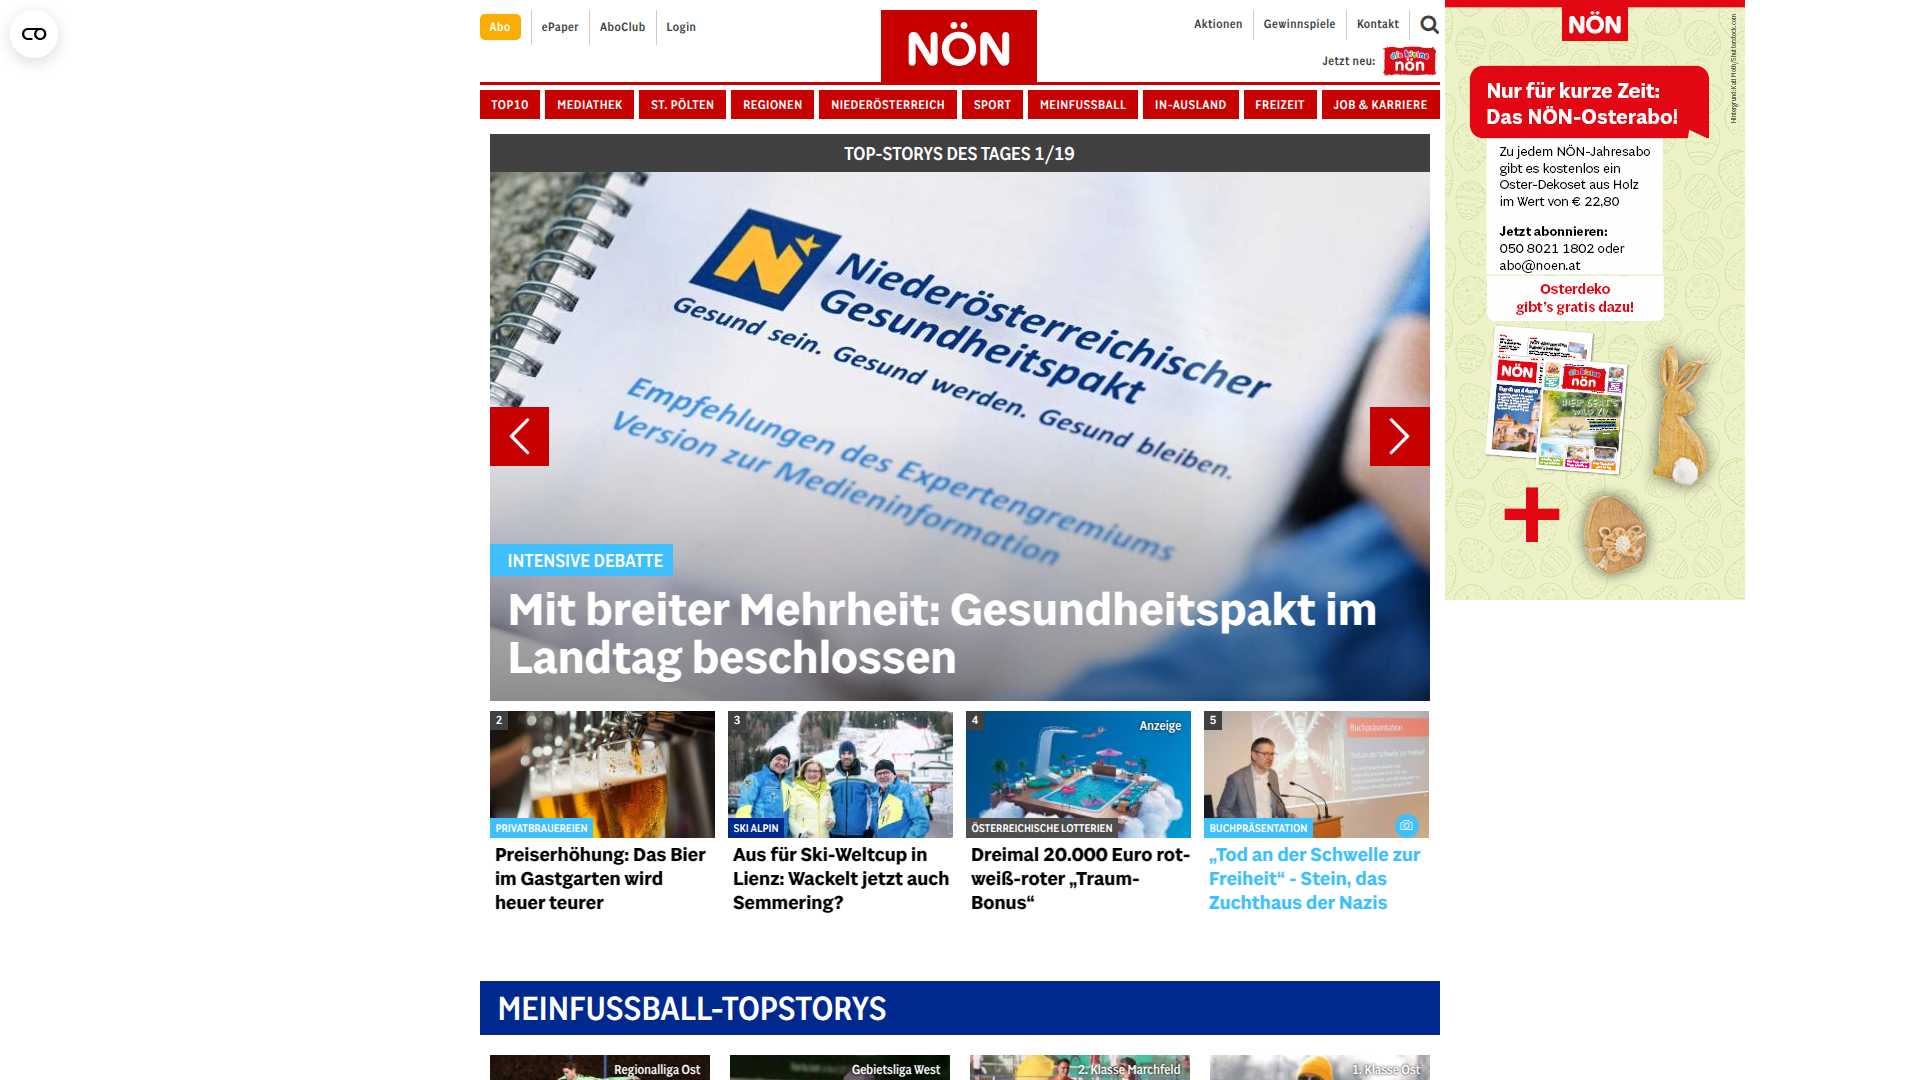 Abo
ePaper
AboClub
Login
NÖN
Aktionen
Gewinnspiele
Kontakt
Jetzt neu:
die kleine
nön
TOP10
MEDIATHEK
ST. PÖLTEN
REGIONEN
NIEDERÖSTERREICH
SPORT
MEINFUSSBALL
IN-AUSLAND
FREIZEIT
JOB & KARRIERE
TOP-STORYS DES TAGES 1/19
Niederösterreichischer
Gesundheitspakt
Gesund sein. Gesund werden. Gesund bleiben.
Empfehlungen des Expertengremiums
Version zur Medieninformation
INTENSIVE DEBATTE
Mit breiter Mehrheit: Gesundheitspakt im
Landtag beschlossen
2
PRIVATBRAUEREIEN
Preiserhöhung: Das Bier
im Gastgarten wird
heuer teurer
3
SKI ALPIN
Aus für Ski-Weltcup in
Lienz: Wackelt jetzt auch
Semmering?
4
Anzeige
ÖSTERREICHISCHE LOTTERIEN
Dreimal 20.000 Euro rot-
weiß-roter „Traum-
Bonus“
5
Buchpräsentation
BUCHPRÄSENTATION
„Tod an der Schwelle zur
Freiheit“ - Stein, das
Zuchthaus der Nazis
MEINFUSSBALL-TOPSTORYS
Regionalliga Ost
Gebietsliga West
2. Klasse Marchfeld
1. Klasse Ost
NÖN
Nur für kurze Zeit:
Das NÖN-Osterabo!
Zu jedem NÖN-Jahresabo
gibt es kostenlos ein
Oster-Dekoset aus Holz
im Wert von € 22,80
Jetzt abonnieren:
050 8021 1802 oder
abo@noen.at
Osterdeko
gibt's gratis dazu!
NÖN
die kleine
nön